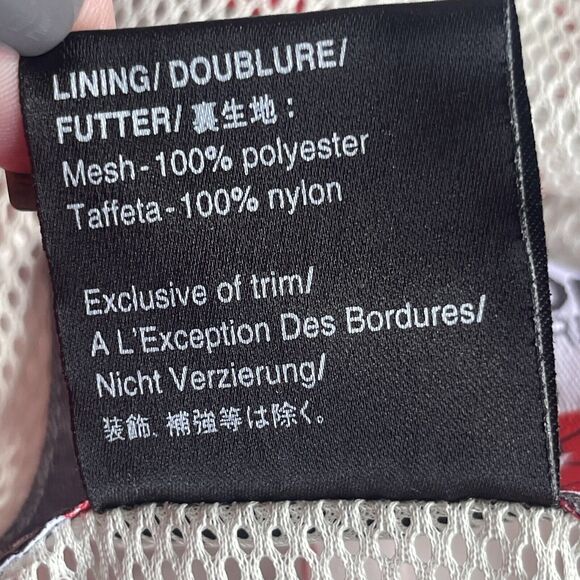 LINING/ DOUBLURE/
FUTTER/ 裏生地：
Mesh-100% polyester
Taffeta-100% nylon
Exclusive of trim/
A L'Exception Des Bordures/
Nicht Verzierung/
装飾、補強等は除く。